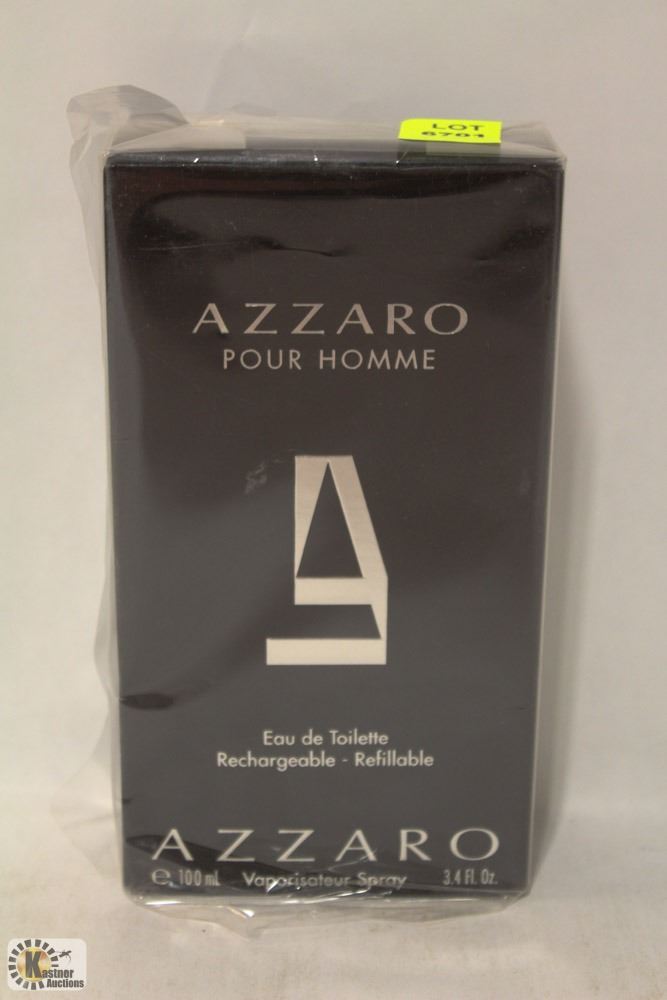 LOT
AZZARO
POUR HOMME
Eau de Toilette
Rechargeable - Refillable
AZZARO
e 100 mL Vaporisateur Spray 3.4 Fl. Oz.
Kastner
Auctions